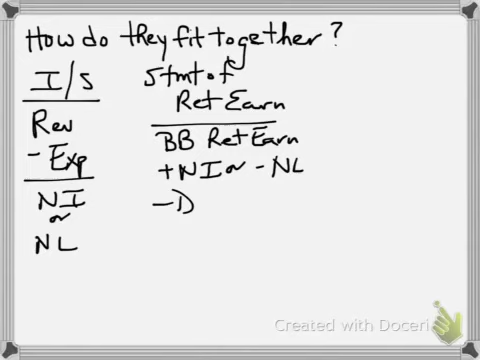 How do they fit together?
I/S
Rev
- Exp
NI
or
NL
Stmt of
Ret Earn
BB Ret Earn
+ NI or - NL
- D
Created with Doceri